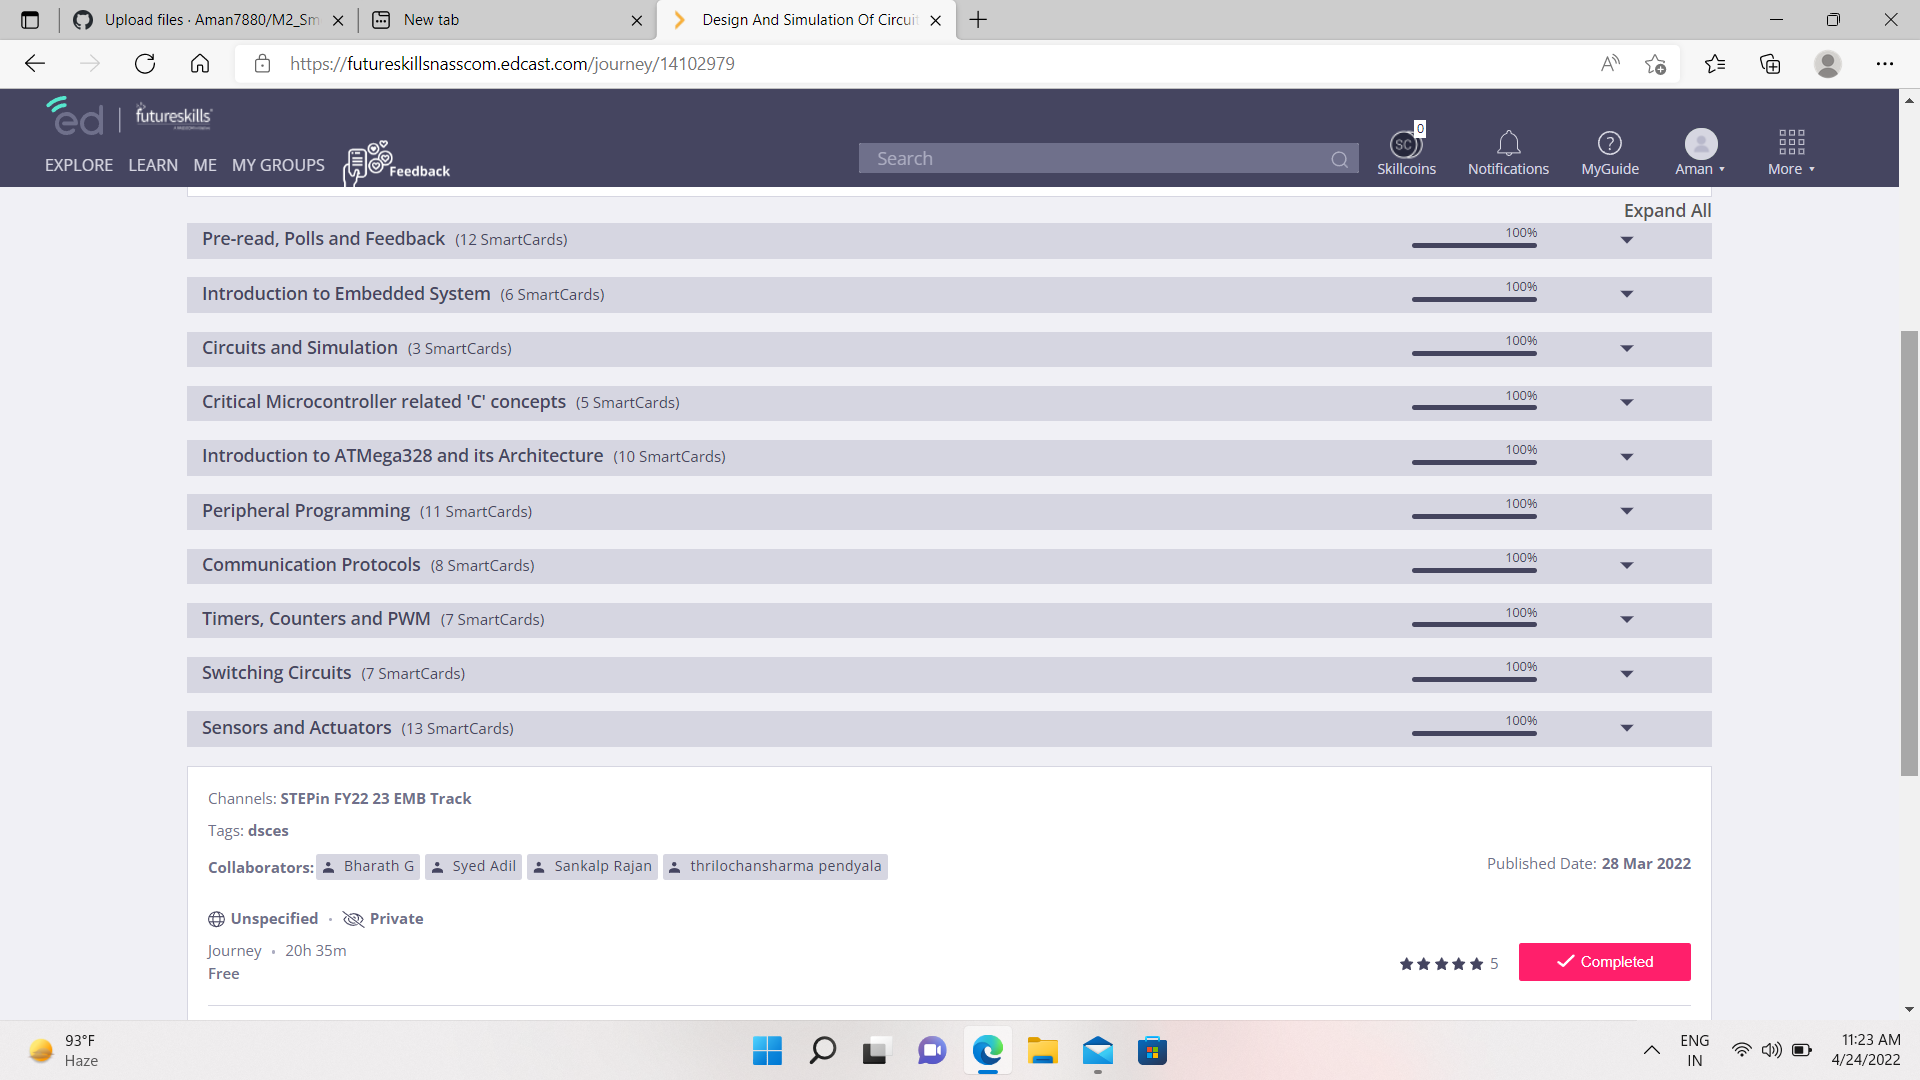 Upload files · Aman7880/M2_Sm
New tab
Design And Simulation Of Circuit
https://futureskillsnasscom.edcast.com/journey/14102979
ed | futureskills
EXPLORE LEARN ME MY GROUPS Feedback
Search
0
SC
Skillcoins
Notifications
MyGuide
Aman
More
Expand All
Pre-read, Polls and Feedback (12 SmartCards) 100%
Introduction to Embedded System (6 SmartCards) 100%
Circuits and Simulation (3 SmartCards) 100%
Critical Microcontroller related 'C' concepts (5 SmartCards) 100%
Introduction to ATMega328 and its Architecture (10 SmartCards) 100%
Peripheral Programming (11 SmartCards) 100%
Communication Protocols (8 SmartCards) 100%
Timers, Counters and PWM (7 SmartCards) 100%
Switching Circuits (7 SmartCards) 100%
Sensors and Actuators (13 SmartCards) 100%
Channels: STEPin FY22 23 EMB Track
Tags: dsces
Collaborators: Bharath G Syed Adil Sankalp Rajan thrilochansharma pendyala
Published Date: 28 Mar 2022
Unspecified • Private
Journey • 20h 35m
Free
5
Completed
93°F
Haze
ENG
IN
11:23 AM
4/24/2022